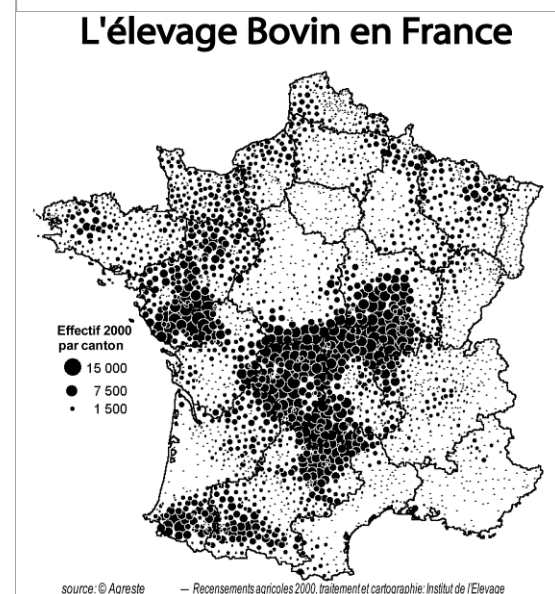 L'élevage Bovin en France
Effectif 2000
par canton
15 000
7 500
1 500
source: © Agreste — Recensements agricoles 2000, traitement et cartographie: Institut de l'Elevage